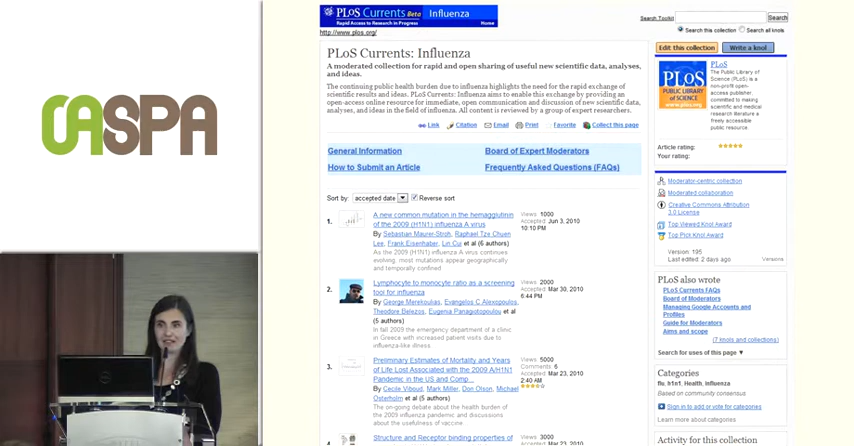 OASPA
PLoS Currents Beta
Rapid Access to Research in Progress
Influenza
Home
http://www.plos.org/
Search Toolkit
Search
Search this collection
Search all knols
PLoS Currents: Influenza
A moderated collection for rapid and open sharing of useful new scientific data, analyses,
and ideas.
The continuing public health burden due to influenza highlights the need for the rapid exchange of
scientific results and ideas. PLoS Currents: Influenza aims to enable this exchange by providing an
open-access online resource for immediate, open communication and discussion of new scientific data,
analyses, and ideas in the field of influenza. All content is reviewed by a group of expert researchers.
Link Citation Email Print Favorite Collect this page
General Information
Board of Expert Moderators
How to Submit an Article
Frequently Asked Questions (FAQs)
Sort by: accepted date Reverse sort
1.
A new common mutation in the hemagglutinin
of the 2009 (H1N1) influenza A virus
By Sebastian Maurer-Stroh, Raphael Tze Chuen
Lee, Frank Eisenhaber, Lin Cui et al (6 authors)
As the 2009 (H1N1) influenza A virus continues
evolving, most mutations appear geographically
and temporally confined
Views: 1000
Accepted: Jun 3, 2010
10:10 PM
2.
Lymphocyte to monocyte ratio as a screening
tool for influenza
By George Merekoulias, Evangelos C Alexopoulos,
Theodore Belezos, Eugenia Panagiotopoulou et al
(5 authors)
In fall 2009 the emergency department of a clinic
in Greece with increased patient visits due to
influenza-like illness
Views: 2000
Accepted: Mar 30, 2010
6:44 PM
3.
Preliminary Estimates of Mortality and Years
of Life Lost Associated with the 2009 A/H1N1
Pandemic in the US and Comp...
By Cecile Viboud, Mark Miller, Don Olson, Michael
Osterholm et al (5 authors)
The on-going debate about the health burden of
the 2009 influenza pandemic and discussions
about the usefulness of vaccine
Views: 5000
Comments: 6
Accepted: Mar 23, 2010
2:40 AM
4.
Structure and Receptor binding properties of
Views: 3000
Accepted: Mar 23, 2010
Edit this collection
Write a knol
PLoS
PUBLIC LIBRARY
of SCIENCE
www.plos.org
PLoS
The Public Library of
Science (PLoS) is a
non-profit open-
access publisher,
committed to making
scientific and medical
research literature a
freely accessible
public resource
Article rating:
Your rating:
Moderator-centric collection
Moderated collaboration
Creative Commons Attribution
3.0 License
Top Viewed Knol Award
Top Pick Knol Award
Version: 195
Last edited: 2 days ago
Versions
PLoS also wrote
PLoS Currents FAQs
Board of Moderators
Managing Google Accounts and
Profiles
Guide for Moderators
Aims and scope
(7 knols and collections)
Search for uses of this page ▼
Categories
flu, h1n1, Health, Influenza
Based on community consensus.
Sign in to add or vote for categories
Learn more about categories
Activity for this collection